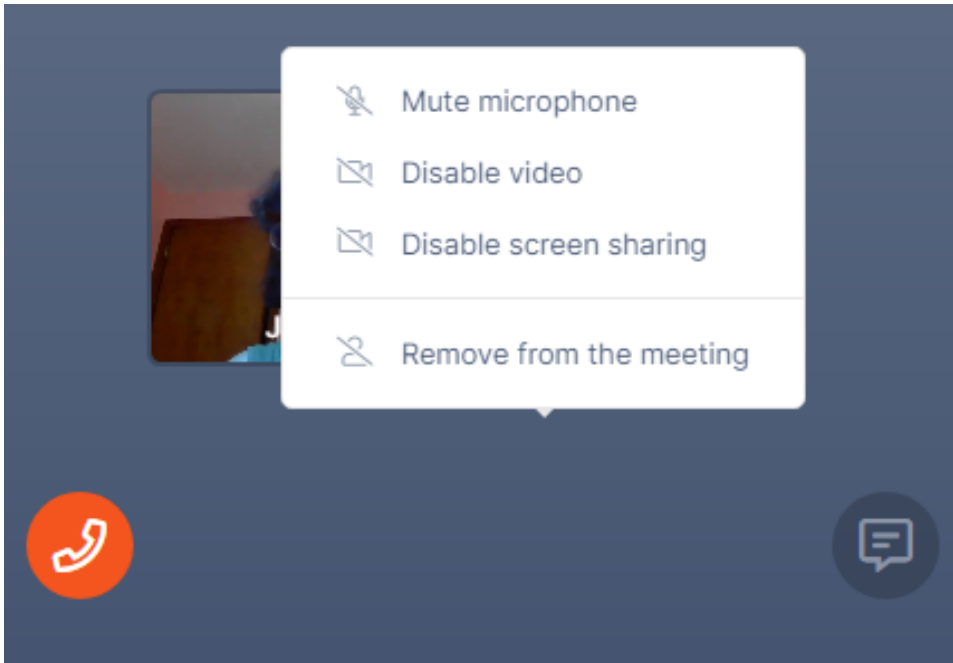 Mute microphone
Disable video
Disable screen sharing
J
Remove from the meeting